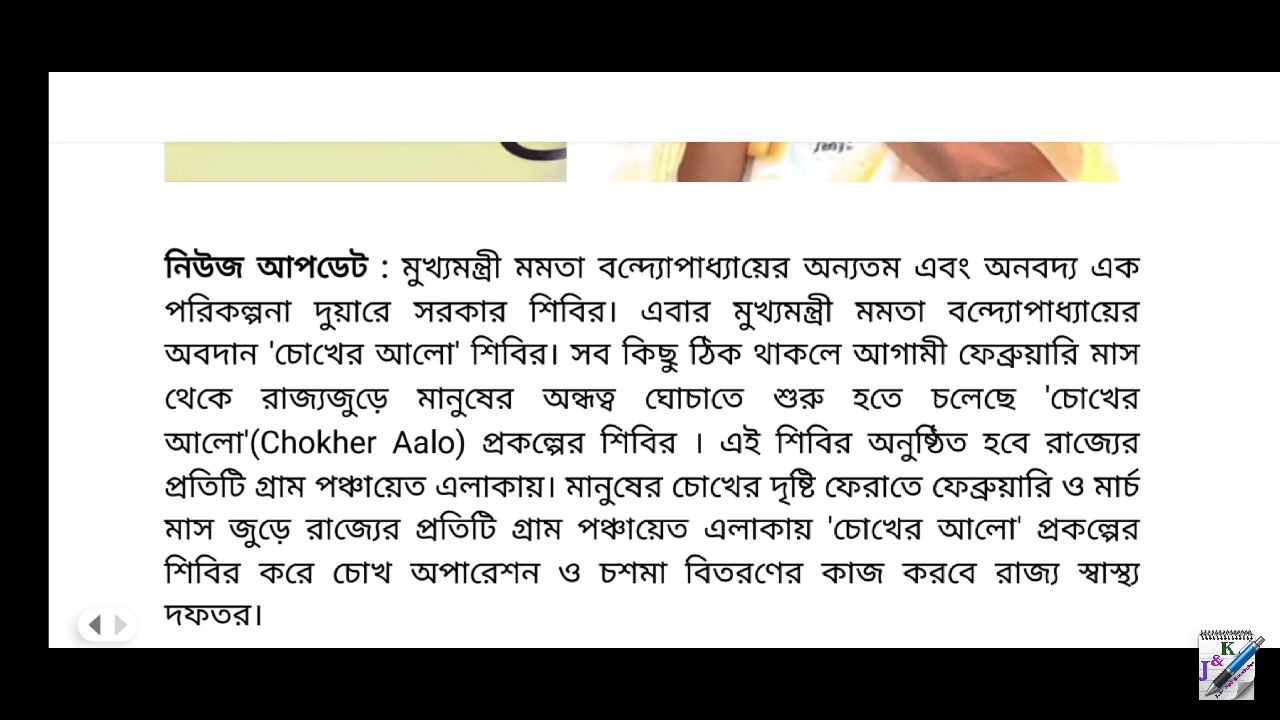 নিউজ আপডেট : মুখ্যমন্ত্রী মমতা বন্দ্যোপাধ্যায়ের অন্যতম এবং অনবদ্য এক
পরিকল্পনা দুয়ারে সরকার শিবির। এবার মুখ্যমন্ত্রী মমতা বন্দ্যোপাধ্যায়ের
অবদান 'চোখের আলো' শিবির। সব কিছু ঠিক থাকলে আগামী ফেব্রুয়ারি মাস
থেকে রাজ্যজুড়ে মানুষের অন্ধত্ব ঘোচাতে শুরু হতে চলেছে 'চোখের
আলো'(Chokher Aalo) প্রকল্পের শিবির । এই শিবির অনুষ্ঠিত হবে রাজ্যের
প্রতিটি গ্রাম পঞ্চায়েত এলাকায়। মানুষের চোখের দৃষ্টি ফেরাতে ফেব্রুয়ারি ও মার্চ
মাস জুড়ে রাজ্যের প্রতিটি গ্রাম পঞ্চায়েত এলাকায় 'চোখের আলো' প্রকল্পের
শিবির করে চোখ অপারেশন ও চশমা বিতরণের কাজ করবে রাজ্য স্বাস্থ্য
দফতর।
J&K